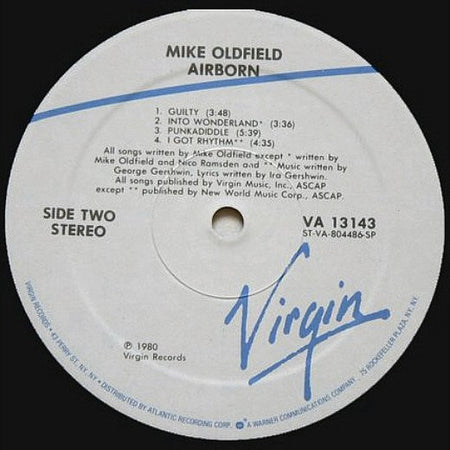 MIKE OLDFIELD
AIRBORN
1. GUILTY (3:48)
2. INTO WONDERLAND* (3:36)
3. PUNKADIDDLE (5:39)
4. I GOT RHYTHM** (4:35)
All songs written by Mike Oldfield except * written by
Mike Oldfield and Nico Ramsden and ** Music written by
George Gershwin, Lyrics written by Ira Gershwin.
All songs published by Virgin Music, Inc., ASCAP
except ** published by New World Music Corp., ASCAP.
SIDE TWO
STEREO
VA 13143
ST-VA-804486-SP
Virgin
℗ 1980
Virgin Records
VIRGIN RECORDS • 43 PERRY ST. NY, NY • DISTRIBUTED BY ATLANTIC RECORDING CORP. A WARNER COMMUNICATIONS COMPANY 75 ROCKEFELLER PLAZA, NY, NY.